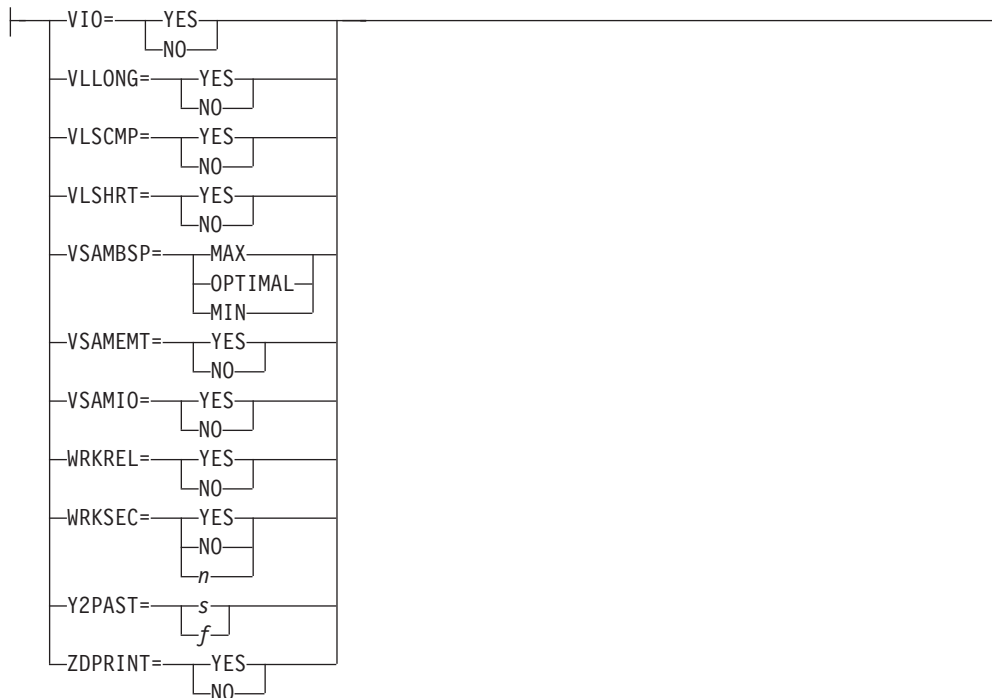 VIO= YES
NO
VLLONG= YES
NO
VLSCMP= YES
NO
VLSHRT= YES
NO
VSAMBSP= MAX
OPTIMAL
MIN
VSAMEMT= YES
NO
VSAMIO= YES
NO
WRKREL= YES
NO
WRKSEC= YES
NO
n
Y2PAST= s
f
ZDPRINT= YES
NO